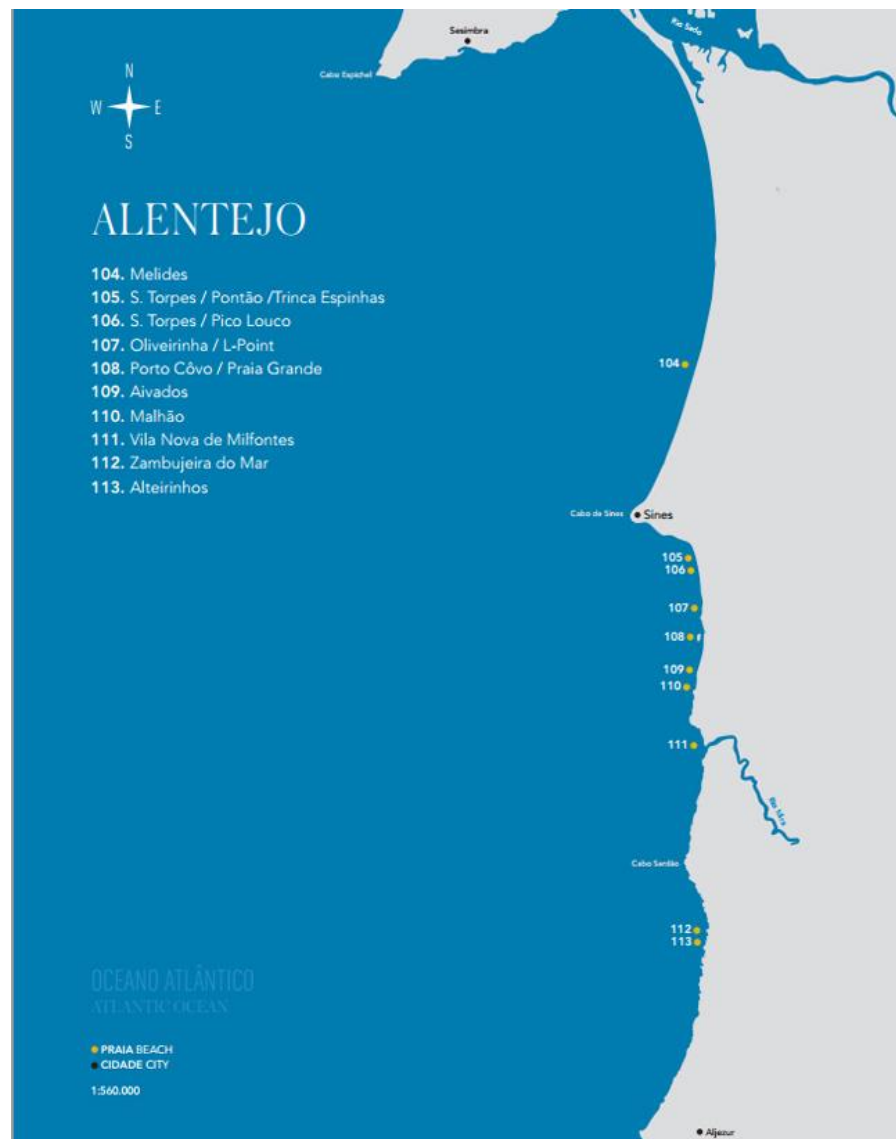 Sesimbra
Rio Sado
Cabo Espichel
N
W E
S
ALENTEJO
104. Melides
105. S. Torpes / Pontão /Trinca Espinhas
106. S. Torpes / Pico Louco
107. Oliveirinha / L-Point
108. Porto Côvo / Praia Grande
109. Aivados
110. Malhão
111. Vila Nova de Milfontes
112. Zambujeira do Mar
113. Alteirinhos
104
Cabo de Sines
Sines
105
106
107
108
109
110
111
Rio Mira
Cabo Sardão
112
113
OCEANO ATLÂNTICO
ATLANTIC OCEAN
PRAIA BEACH
CIDADE CITY
1:560.000
Aljezur